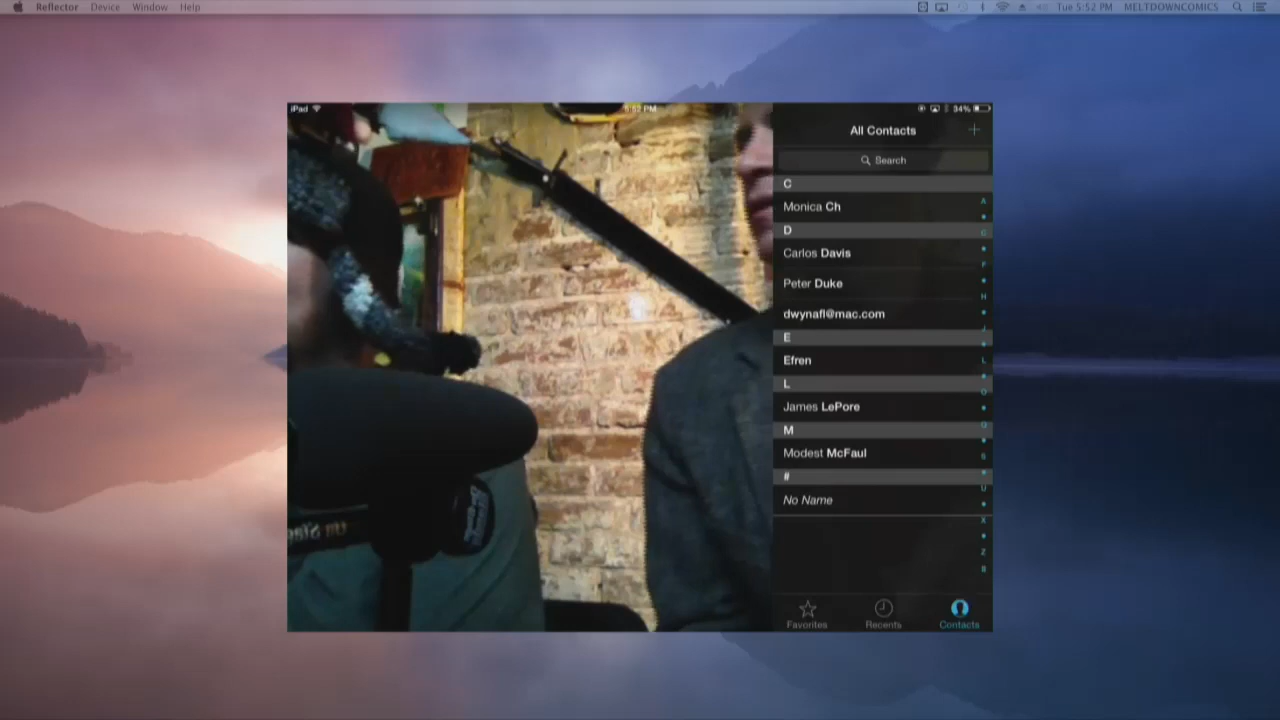 Reflector Device Window Help
Tue 5:52 PM MELTDOWNCOMICS
iPad
5:52 PM
34%
All Contacts
Search
C
Monica Ch
D
Carlos Davis
Peter Duke
dwynafl@mac.com
E
Efren
L
James LePore
M
Modest McFaul
#
No Name
Favorites Recents Contacts